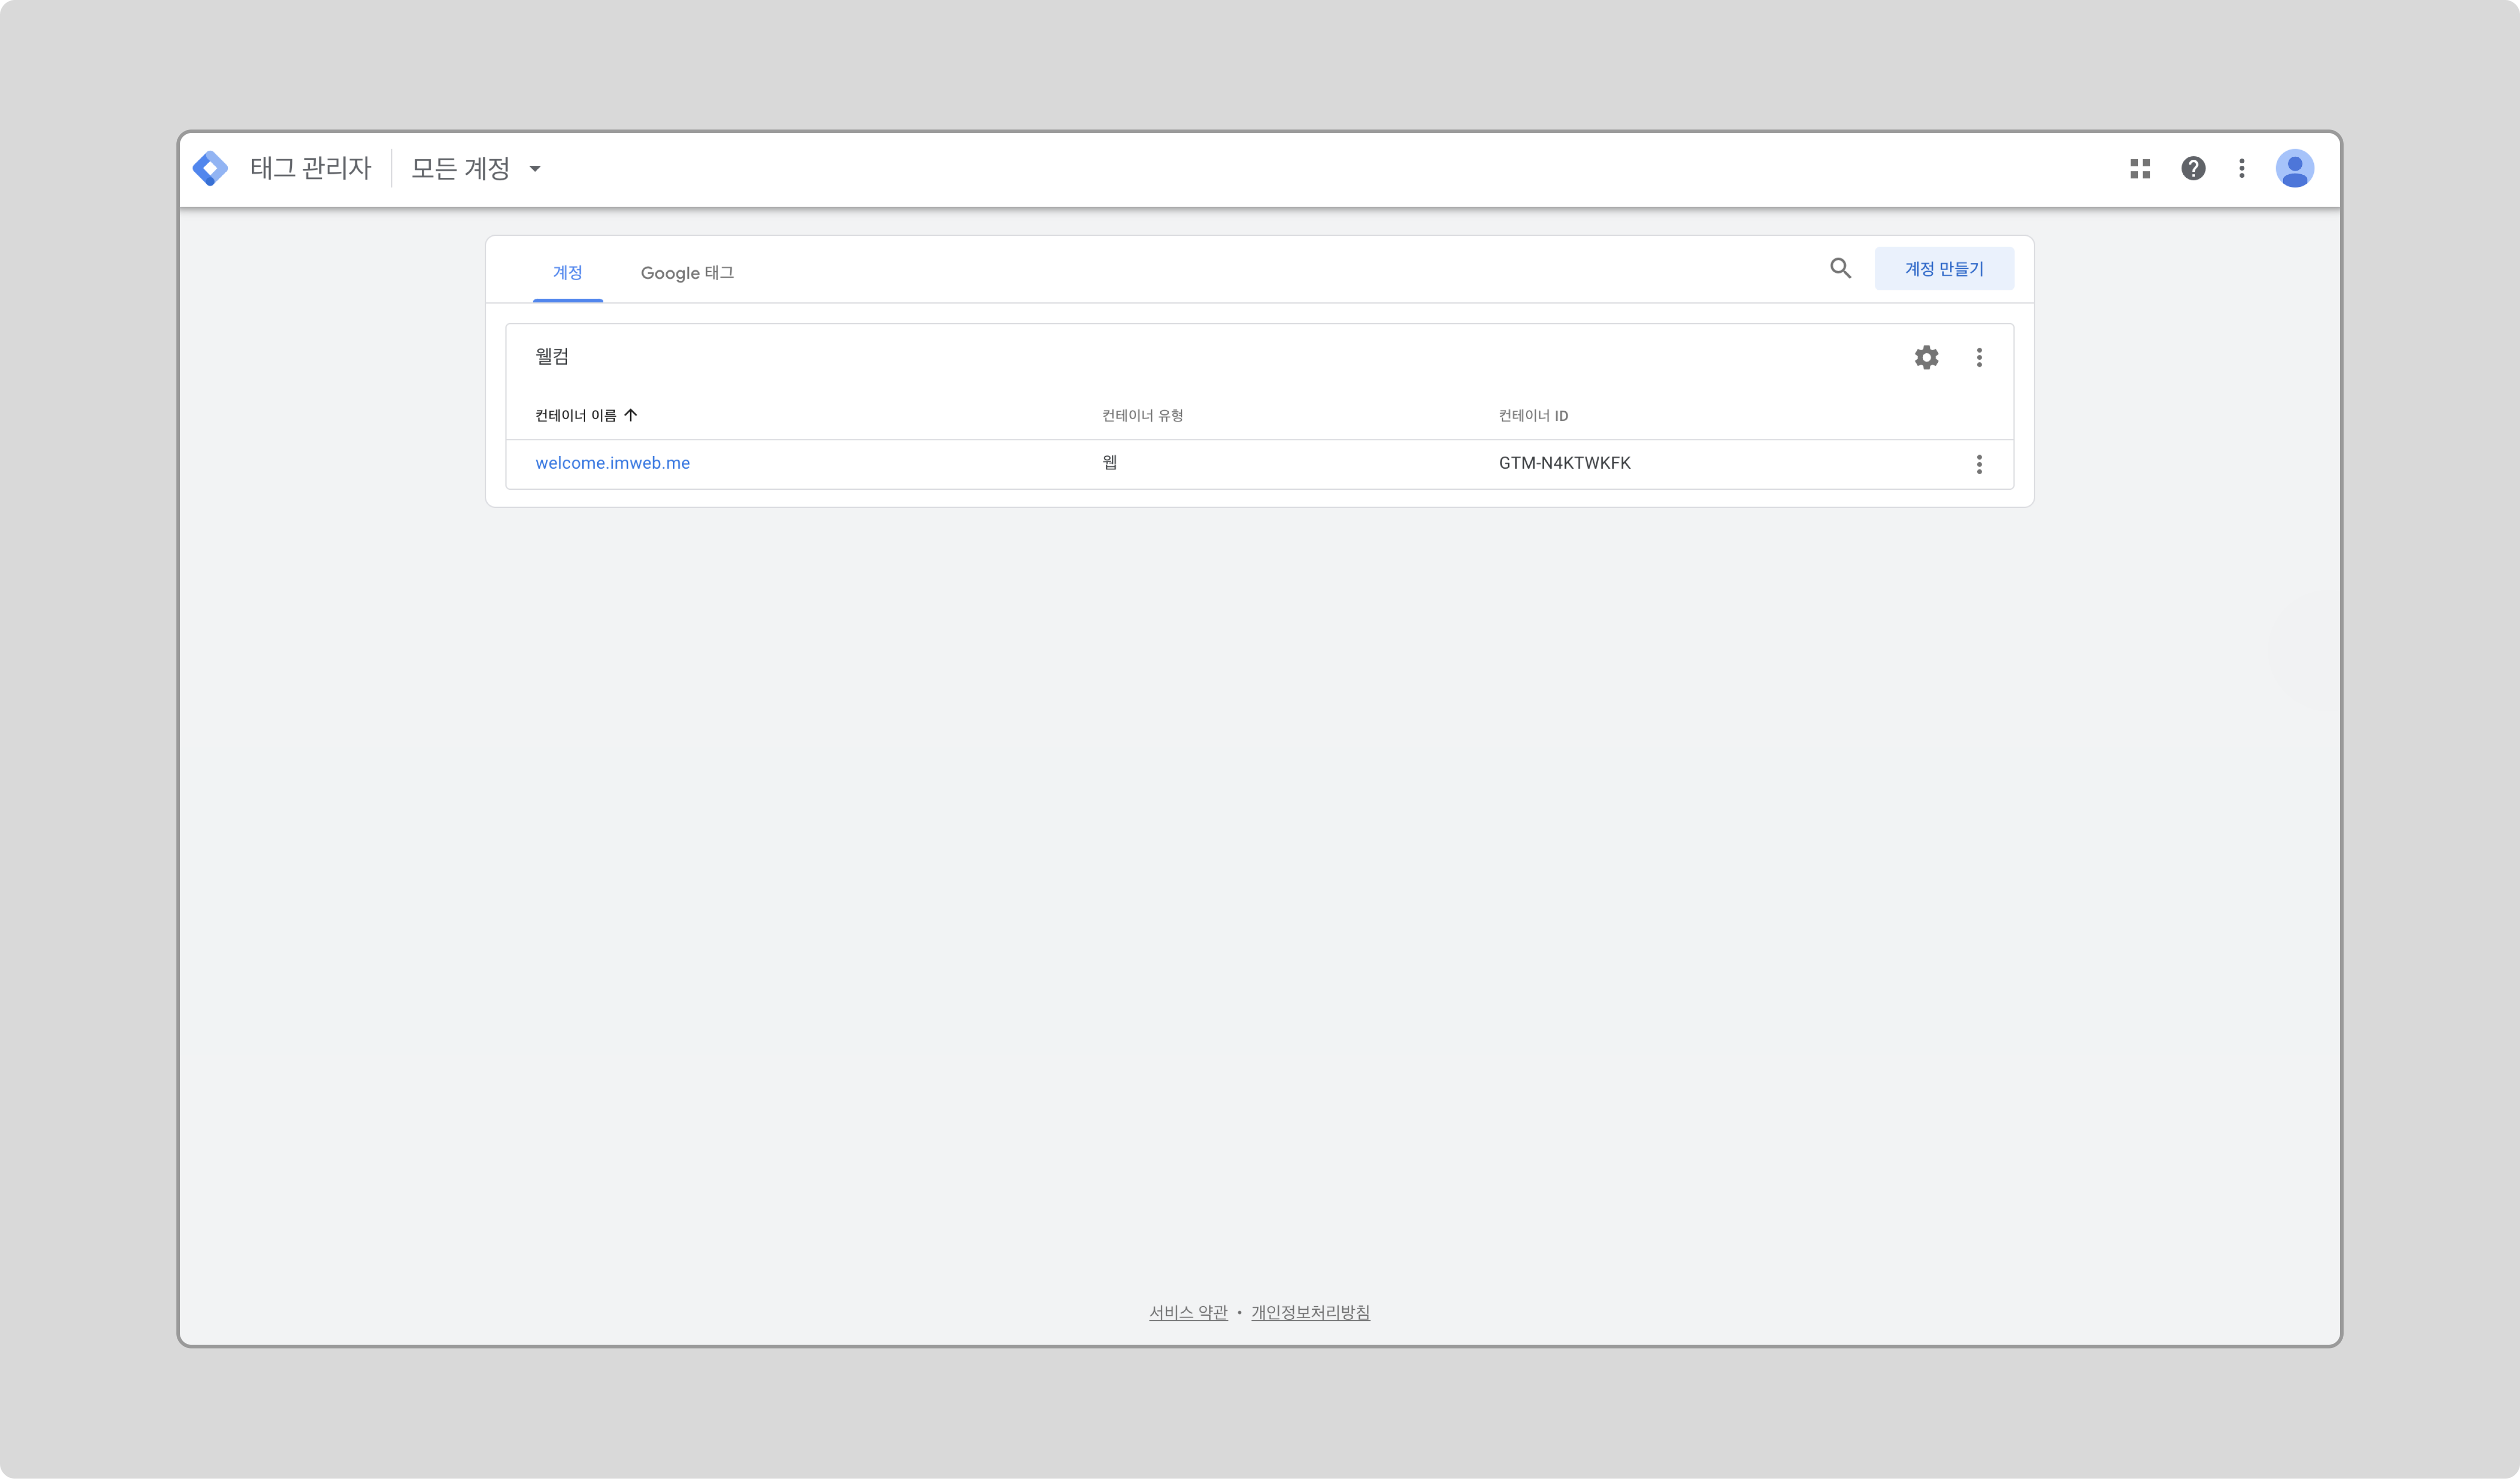 태그 관리자 모든 계정
계정 Google 태그 계정 만들기
웰컴
컨테이너 이름 컨테이너 유형 컨테이너 ID
welcome.imweb.me 웹 GTM-N4KTWKFK
서비스 약관 • 개인정보처리방침